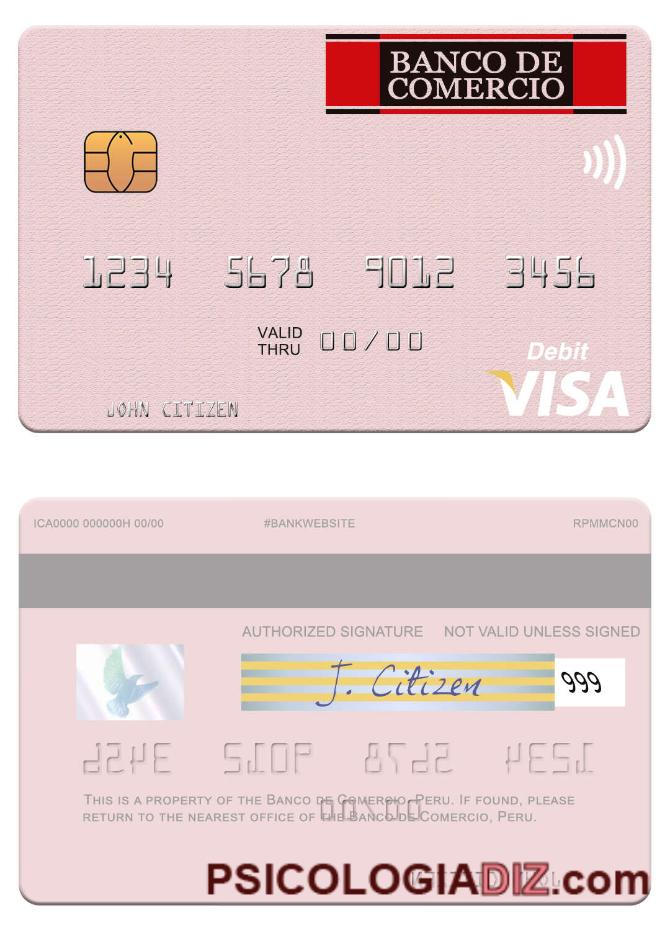 BANCO DE
COMERCIO
1234 5678 9012 3456
VALID
THRU 00/00
Debit
VISA
JOHN CITIZEN
ICA0000 000000H 00/00 #BANKWEBSITE RPMMCN00
AUTHORIZED SIGNATURE NOT VALID UNLESS SIGNED
J. Citizen 999
THIS IS A PROPERTY OF THE BANCO DE COMERCIO, PERU. IF FOUND, PLEASE
RETURN TO THE NEAREST OFFICE OF THE BANCO DE COMERCIO, PERU.
PSICOLOGIADIZ.com